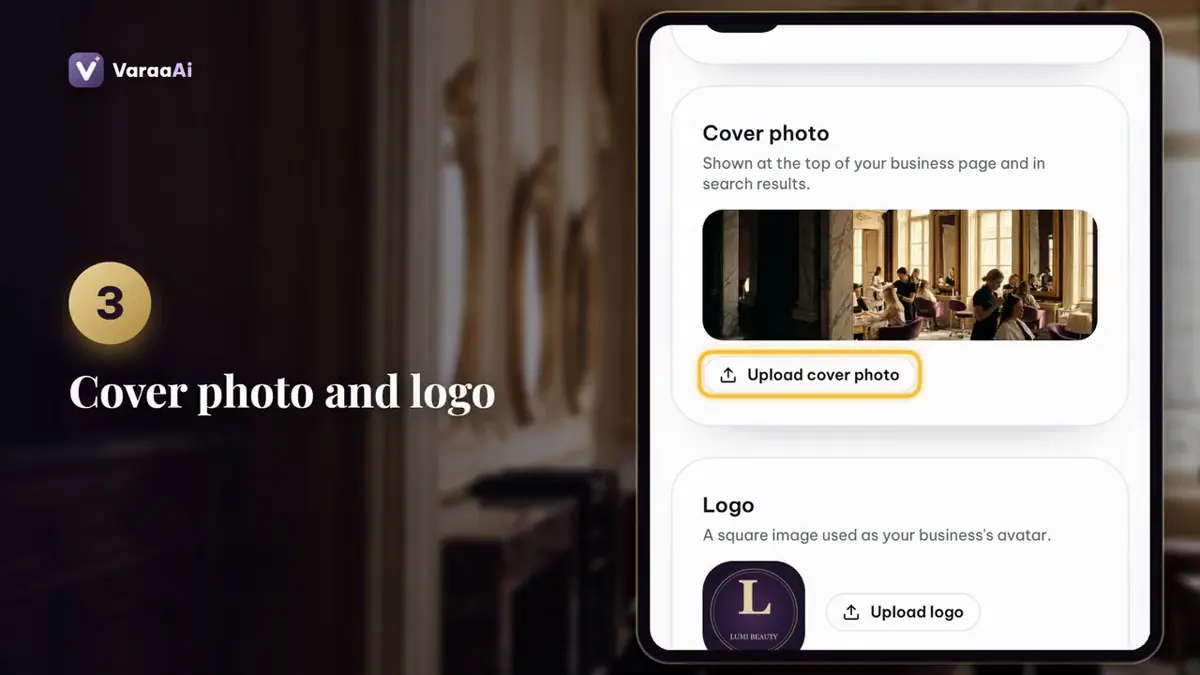 VaraaAi
3
Cover photo and logo
Cover photo
Shown at the top of your business page and in
search results.
Upload cover photo
Logo
A square image used as your business's avatar.
L
LUMI BEAUTY
Upload logo